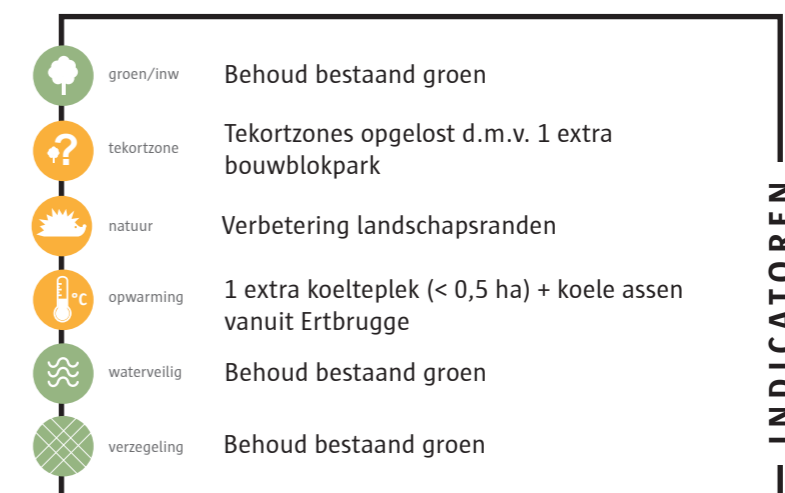 groen/inw Behoud bestaand groen
tekortzone Tekortzones opgelost d.m.v. 1 extra
bouwblokpark
natuur Verbetering landschapsranden
°C opwarming 1 extra koelteplek (< 0,5 ha) + koele assen
vanuit Ertbrugge
waterveilig Behoud bestaand groen
verzegeling Behoud bestaand groen
INDICATOREN